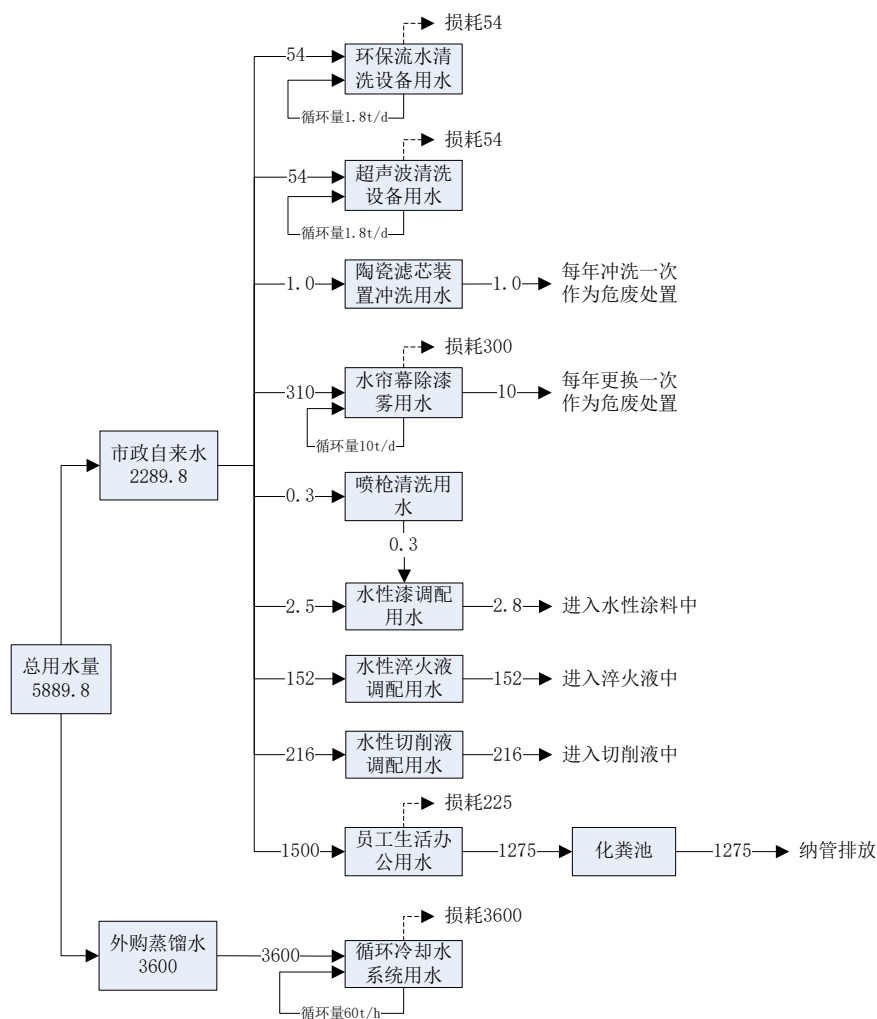 损耗54
54
环保流水清
洗设备用水
循环量1.8t/d
损耗54
54
超声波清洗
设备用水
循环量1.8t/d
1.0
陶瓷滤芯装
置冲洗用水
1.0
每年冲洗一次
作为危废处置
损耗300
310
水帘幕除漆
雾用水
10
每年更换一次
作为危废处置
循环量10t/d
市政自来水
2289.8
0.3
喷枪清洗用
水
0.3
2.5
水性漆调配
用水
2.8
进入水性涂料中
总用水量
5889.8
152
水性淬火液
调配用水
152
进入淬火液中
216
水性切削液
调配用水
216
进入切削液中
损耗225
1500
员工生活办
公用水
1275
化粪池
1275
纳管排放
损耗3600
外购蒸馏水
3600
3600
循环冷却水
系统用水
循环量60t/h